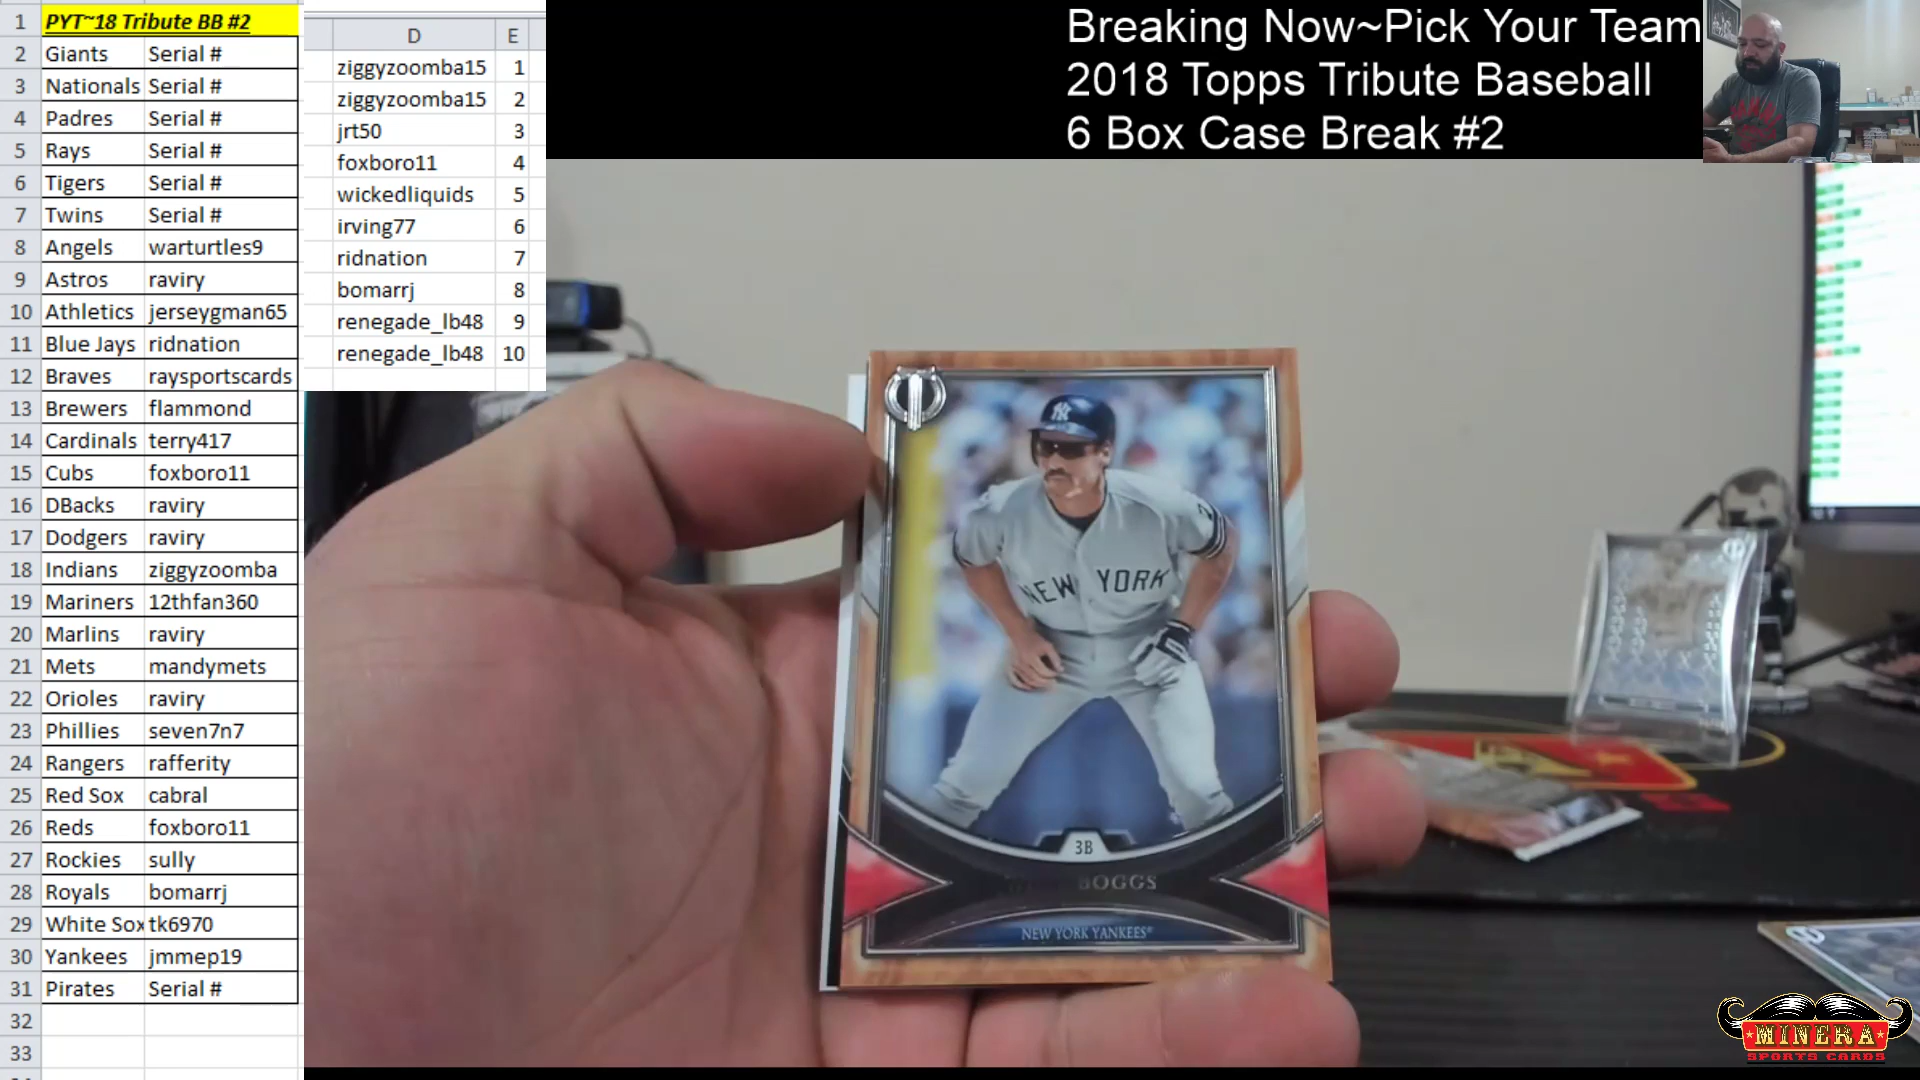 1 PYT~18 Tribute BB #2
2 Giants Serial #
3 Nationals Serial #
4 Padres Serial #
5 Rays Serial #
6 Tigers Serial #
7 Twins Serial #
8 Angels warturtles9
9 Astros raviry
10 Athletics jerseygman65
11 Blue Jays ridnation
12 Braves raysportscards
13 Brewers flammond
14 Cardinals terry417
15 Cubs foxboro11
16 DBacks raviry
17 Dodgers raviry
18 Indians ziggyzoomba
19 Mariners 12thfan360
20 Marlins raviry
21 Mets mandymets
22 Orioles raviry
23 Phillies seven7n7
24 Rangers rafferity
25 Red Sox cabral
26 Reds foxboro11
27 Rockies sully
28 Royals bomarrj
29 White Sox tk6970
30 Yankees jmmep19
31 Pirates Serial #
32
33
D E
ziggyzoomba15 1
ziggyzoomba15 2
jrt50 3
foxboro11 4
wickedliquids 5
irving77 6
ridnation 7
bomarrj 8
renegade_lb48 9
renegade_lb48 10
Breaking Now~Pick Your Team
2018 Topps Tribute Baseball
6 Box Case Break #2
NEW YORK
3B
BOGGS
NEW YORK YANKEES
MINERA
SPORTS CARDS